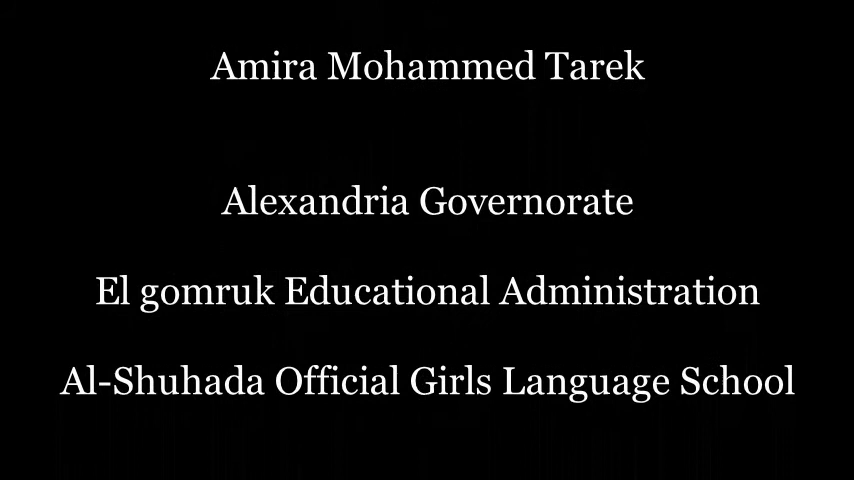 Amira Mohammed Tarek
Alexandria Governorate
El gomruk Educational Administration
Al-Shuhada Official Girls Language School